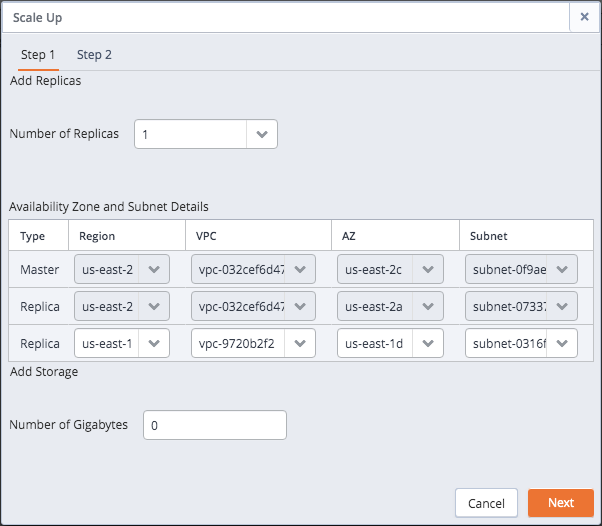 Scale Up
Step 1 Step 2
Add Replicas
Number of Replicas 1
Availability Zone and Subnet Details
Type Region VPC AZ Subnet
Master us-east-2 vpc-032cef6d47 us-east-2c subnet-0f9ae
Replica us-east-2 vpc-032cef6d47 us-east-2a subnet-07337
Replica us-east-1 vpc-9720b2f2 us-east-1d subnet-0316f
Add Storage
Number of Gigabytes 0
Cancel Next